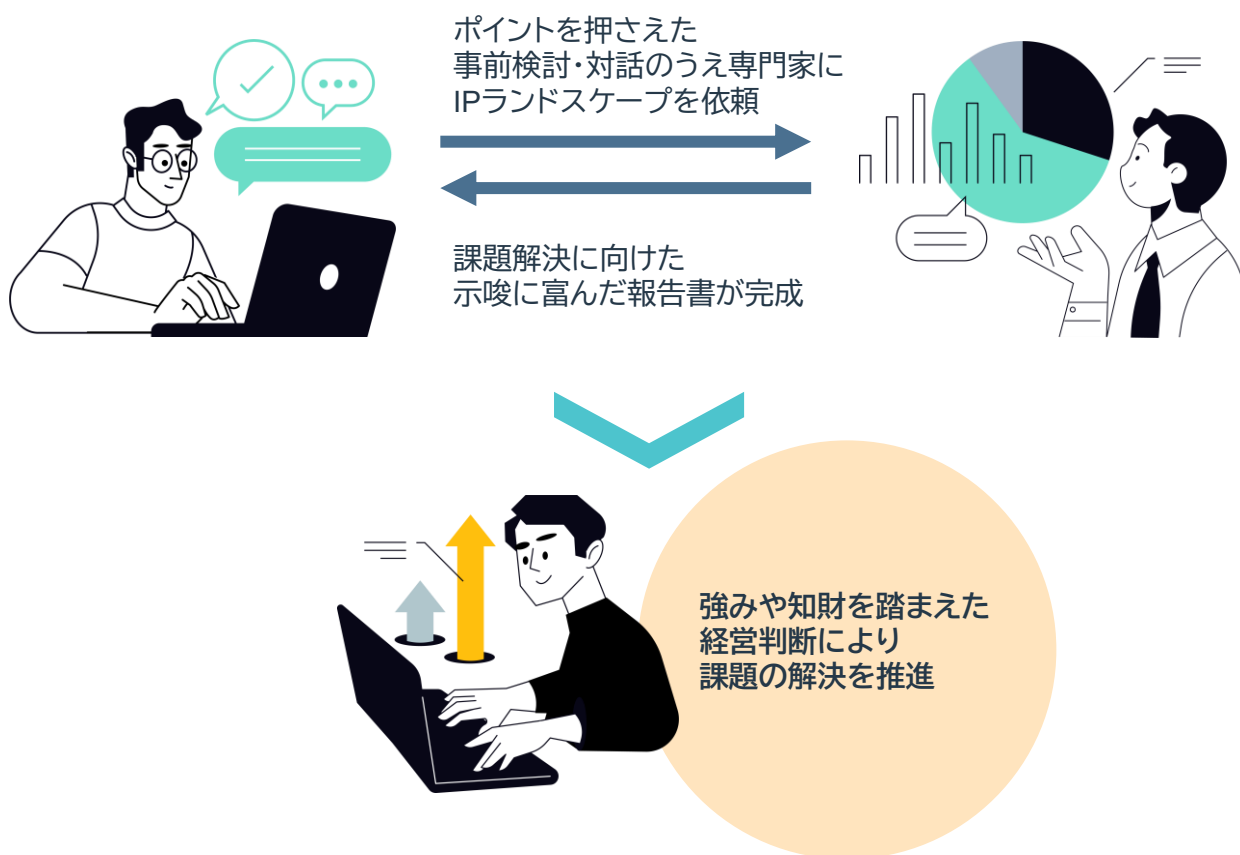 ポイントを押さえた
事前検討・対話のうえ専門家に
IPランドスケープを依頼
課題解決に向けた
示唆に富んだ報告書が完成
強みや知財を踏まえた
経営判断により
課題の解決を推進